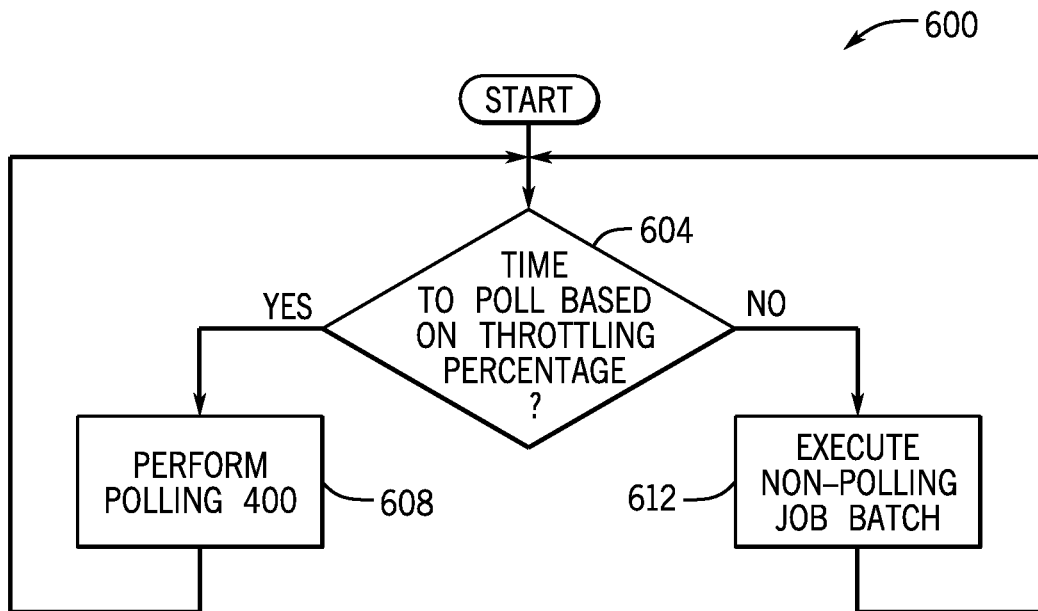 600
START
604
TIME
TO POLL BASED
ON THROTTLING
PERCENTAGE
?
YES
NO
PERFORM
POLLING 400
608
EXECUTE
NON–POLLING
JOB BATCH
612